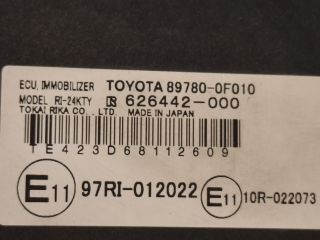 ECU, IMMOBILIZER TOYOTA 89780-0F010
MODEL RI-24KTY R 626442-000
TOKAI RIKA CO., LTD. MADE IN JAPAN
TE423D68112609
E11 97RI-012022 E11 10R-022073